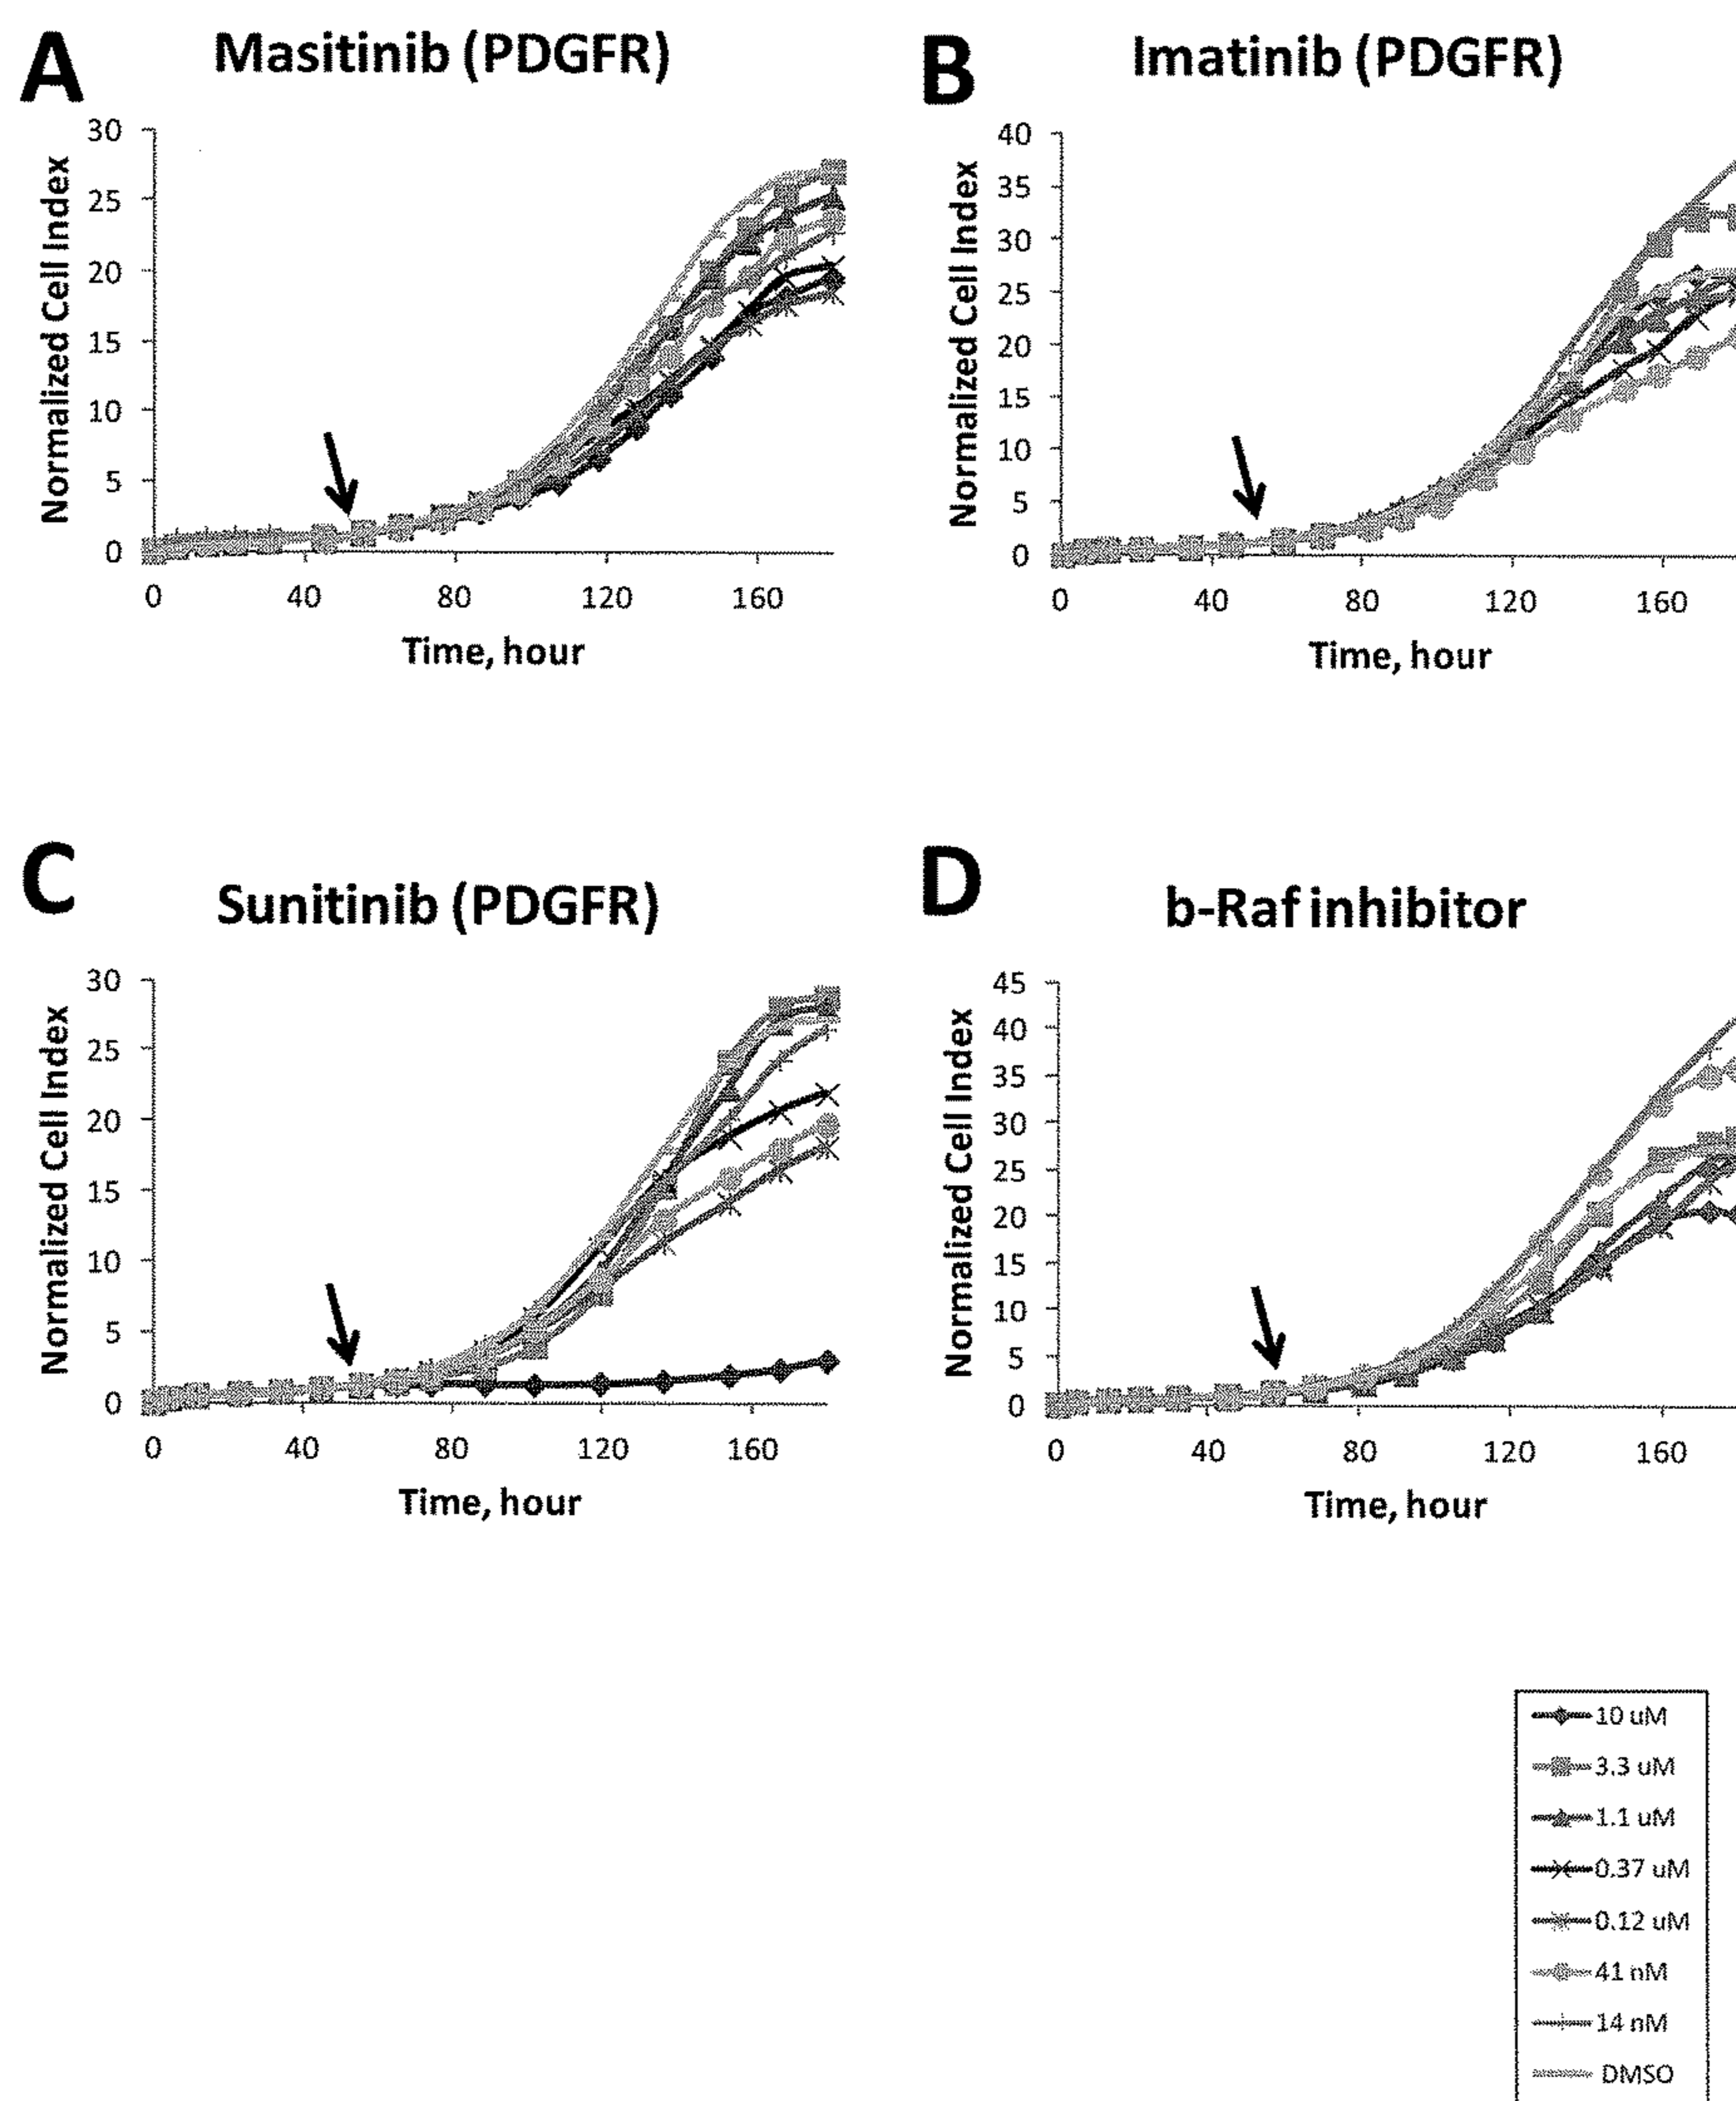 A
Masitinib (PDGFR)
Normalized Cell Index
30
25
20
15
10
5
0
0 40 80 120 160
Time, hour
B
Imatinib (PDGFR)
Normalized Cell Index
40
35
30
25
20
15
10
5
0
0 40 80 120 160
Time, hour
C
Sunitinib (PDGFR)
Normalized Cell Index
30
25
20
15
10
5
0
0 40 80 120 160
Time, hour
D
b-Raf inhibitor
Normalized Cell Index
45
40
35
30
25
20
15
10
5
0
0 40 80 120 160
Time, hour
10 uM
3.3 uM
1.1 uM
0.37 uM
0.12 uM
41 nM
14 nM
DMSO